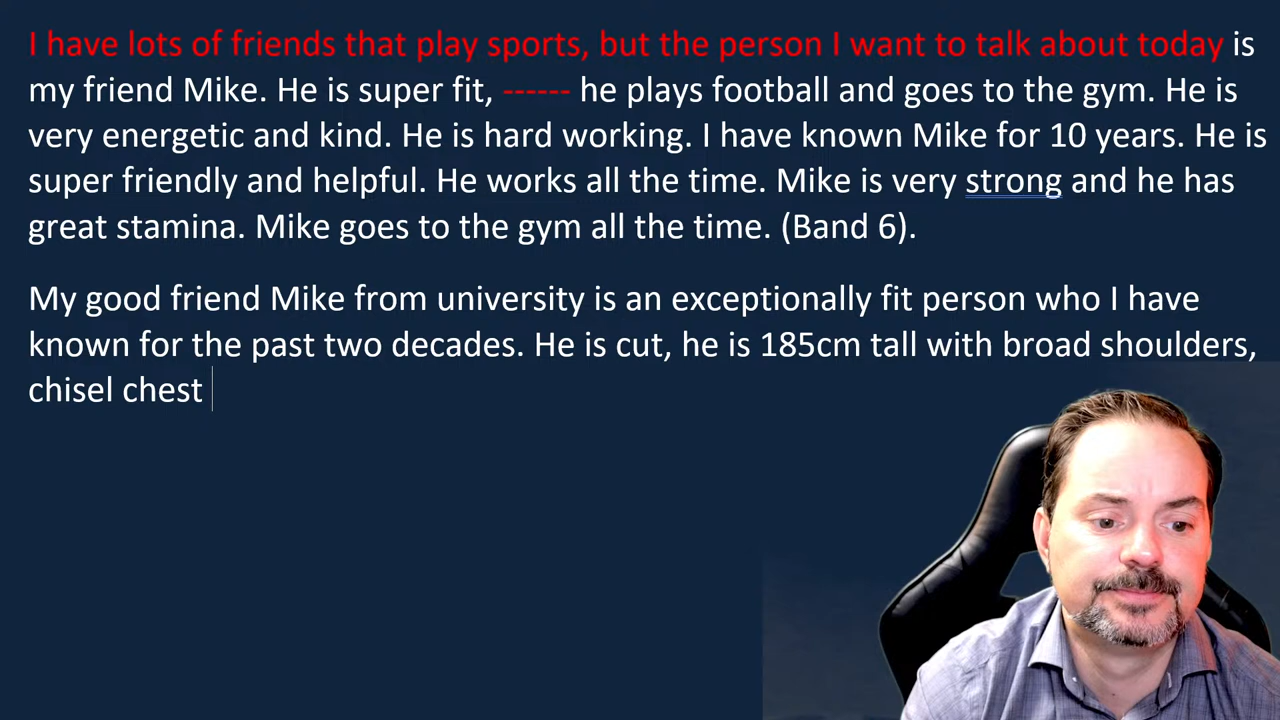 I have lots of friends that play sports, but the person I want to talk about today is
my friend Mike. He is super fit, ------ he plays football and goes to the gym. He is
very energetic and kind. He is hard working. I have known Mike for 10 years. He is
super friendly and helpful. He works all the time. Mike is very strong and he has
great stamina. Mike goes to the gym all the time. (Band 6).
My good friend Mike from university is an exceptionally fit person who I have
known for the past two decades. He is cut, he is 185cm tall with broad shoulders,
chisel chest